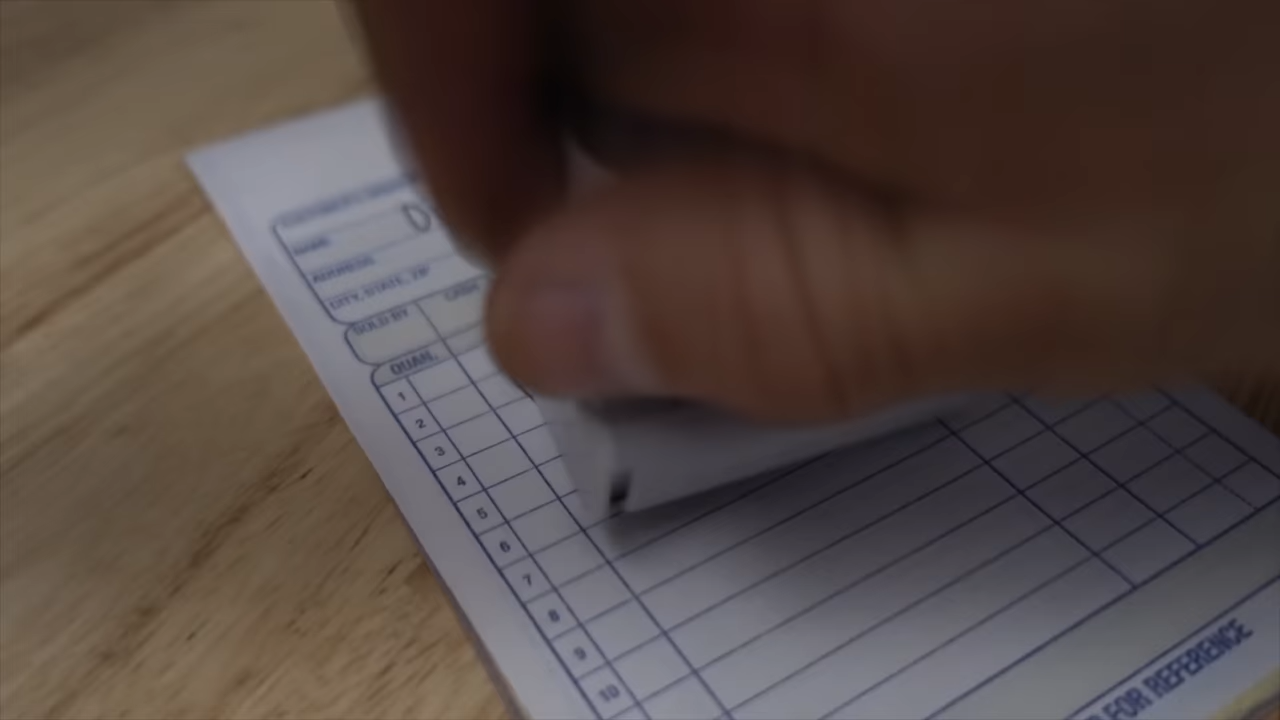 D
NAME
ADDRESS
CITY, STATE, ZIP
SOLD BY
CASH
QUAN.
1
2
3
4
5
6
7
8
9
10
FOR REFERENCE